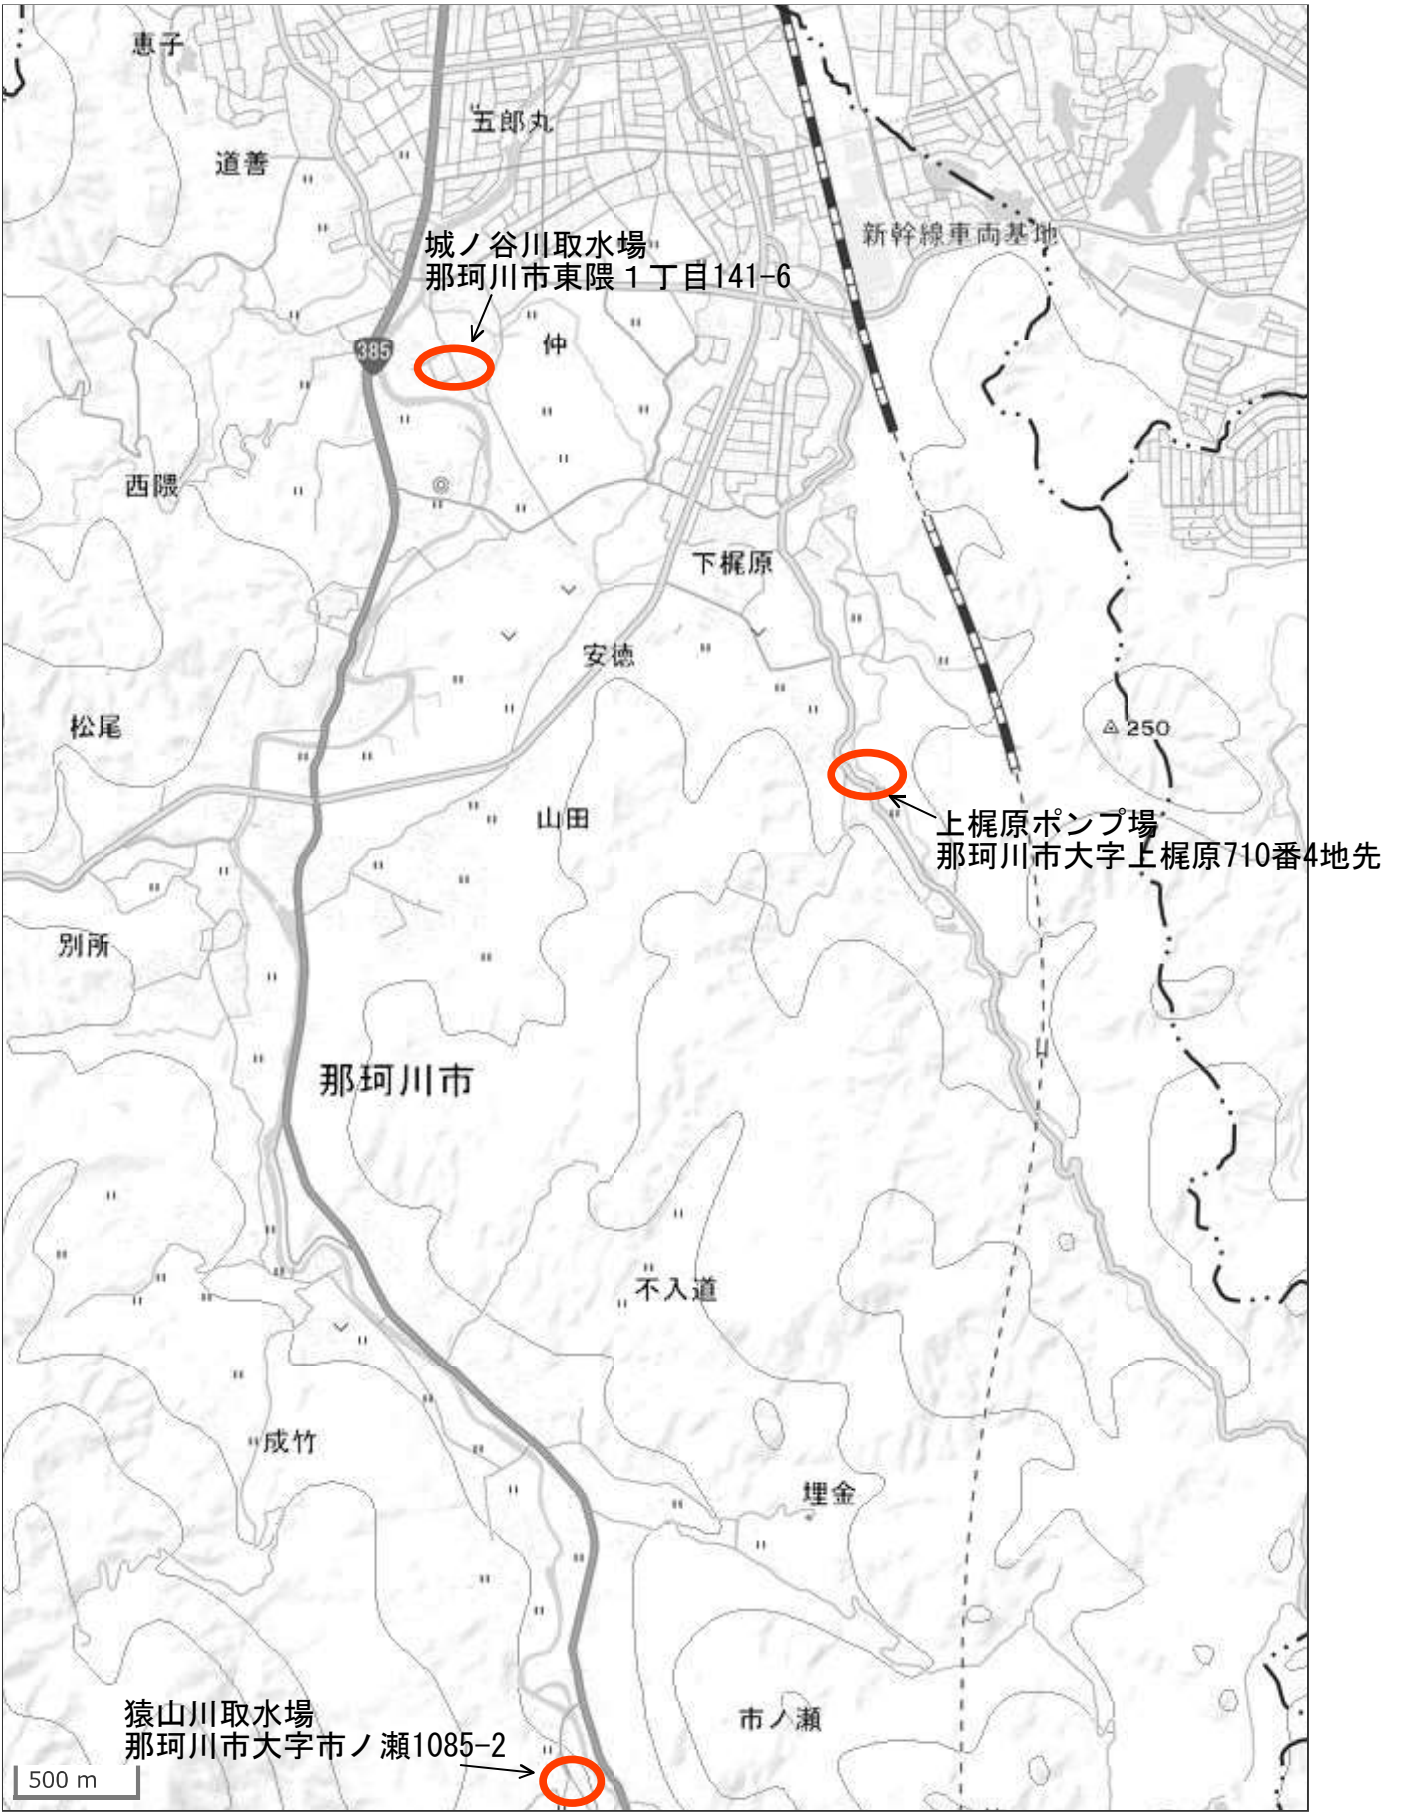 恵子
五郎丸
道善
新幹線車両基地
城ノ谷川取水場
那珂川市東隈1丁目141-6
385
仲
西隈
下梶原
安徳
松尾
250
山田
上梶原ポンプ場
那珂川市大字上梶原710番4地先
別所
那珂川市
不入道
成竹
埋金
猿山川取水場
那珂川市大字市ノ瀬1085-2
市ノ瀬
500 m